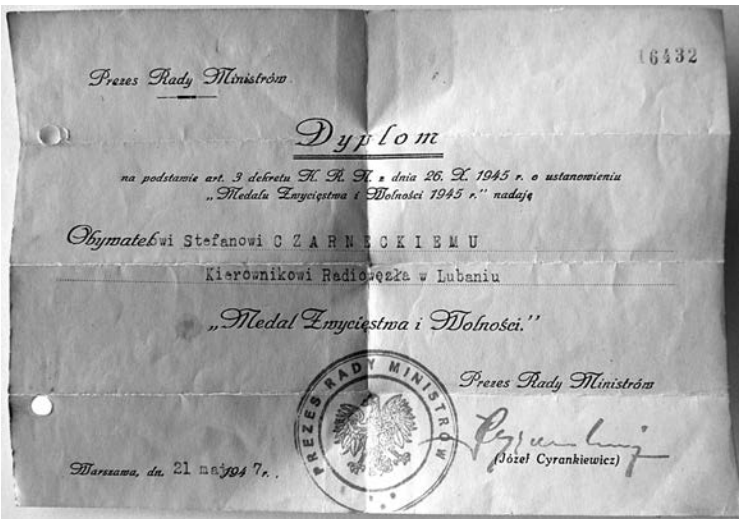 Prezes Rady Ministrów
16432
Dyplom
na podstawie art. 3 dekretu K. R. N. z dnia 26. X. 1945 r. o ustanowieniu
„Medalu Zwycięstwa i Wolności 1945 r.” nadaję
Obywatelowi Stefanowi CZARNECKIEMU
Kierownikowi Radiowęzła w Lubaniu
„Medal Zwycięstwa i Wolności.”
Prezes Rady Ministrów
PREZES RADY MINISTRÓW
(Józef Cyrankiewicz)
Warszawa, dn. 21 maja 1947 r.